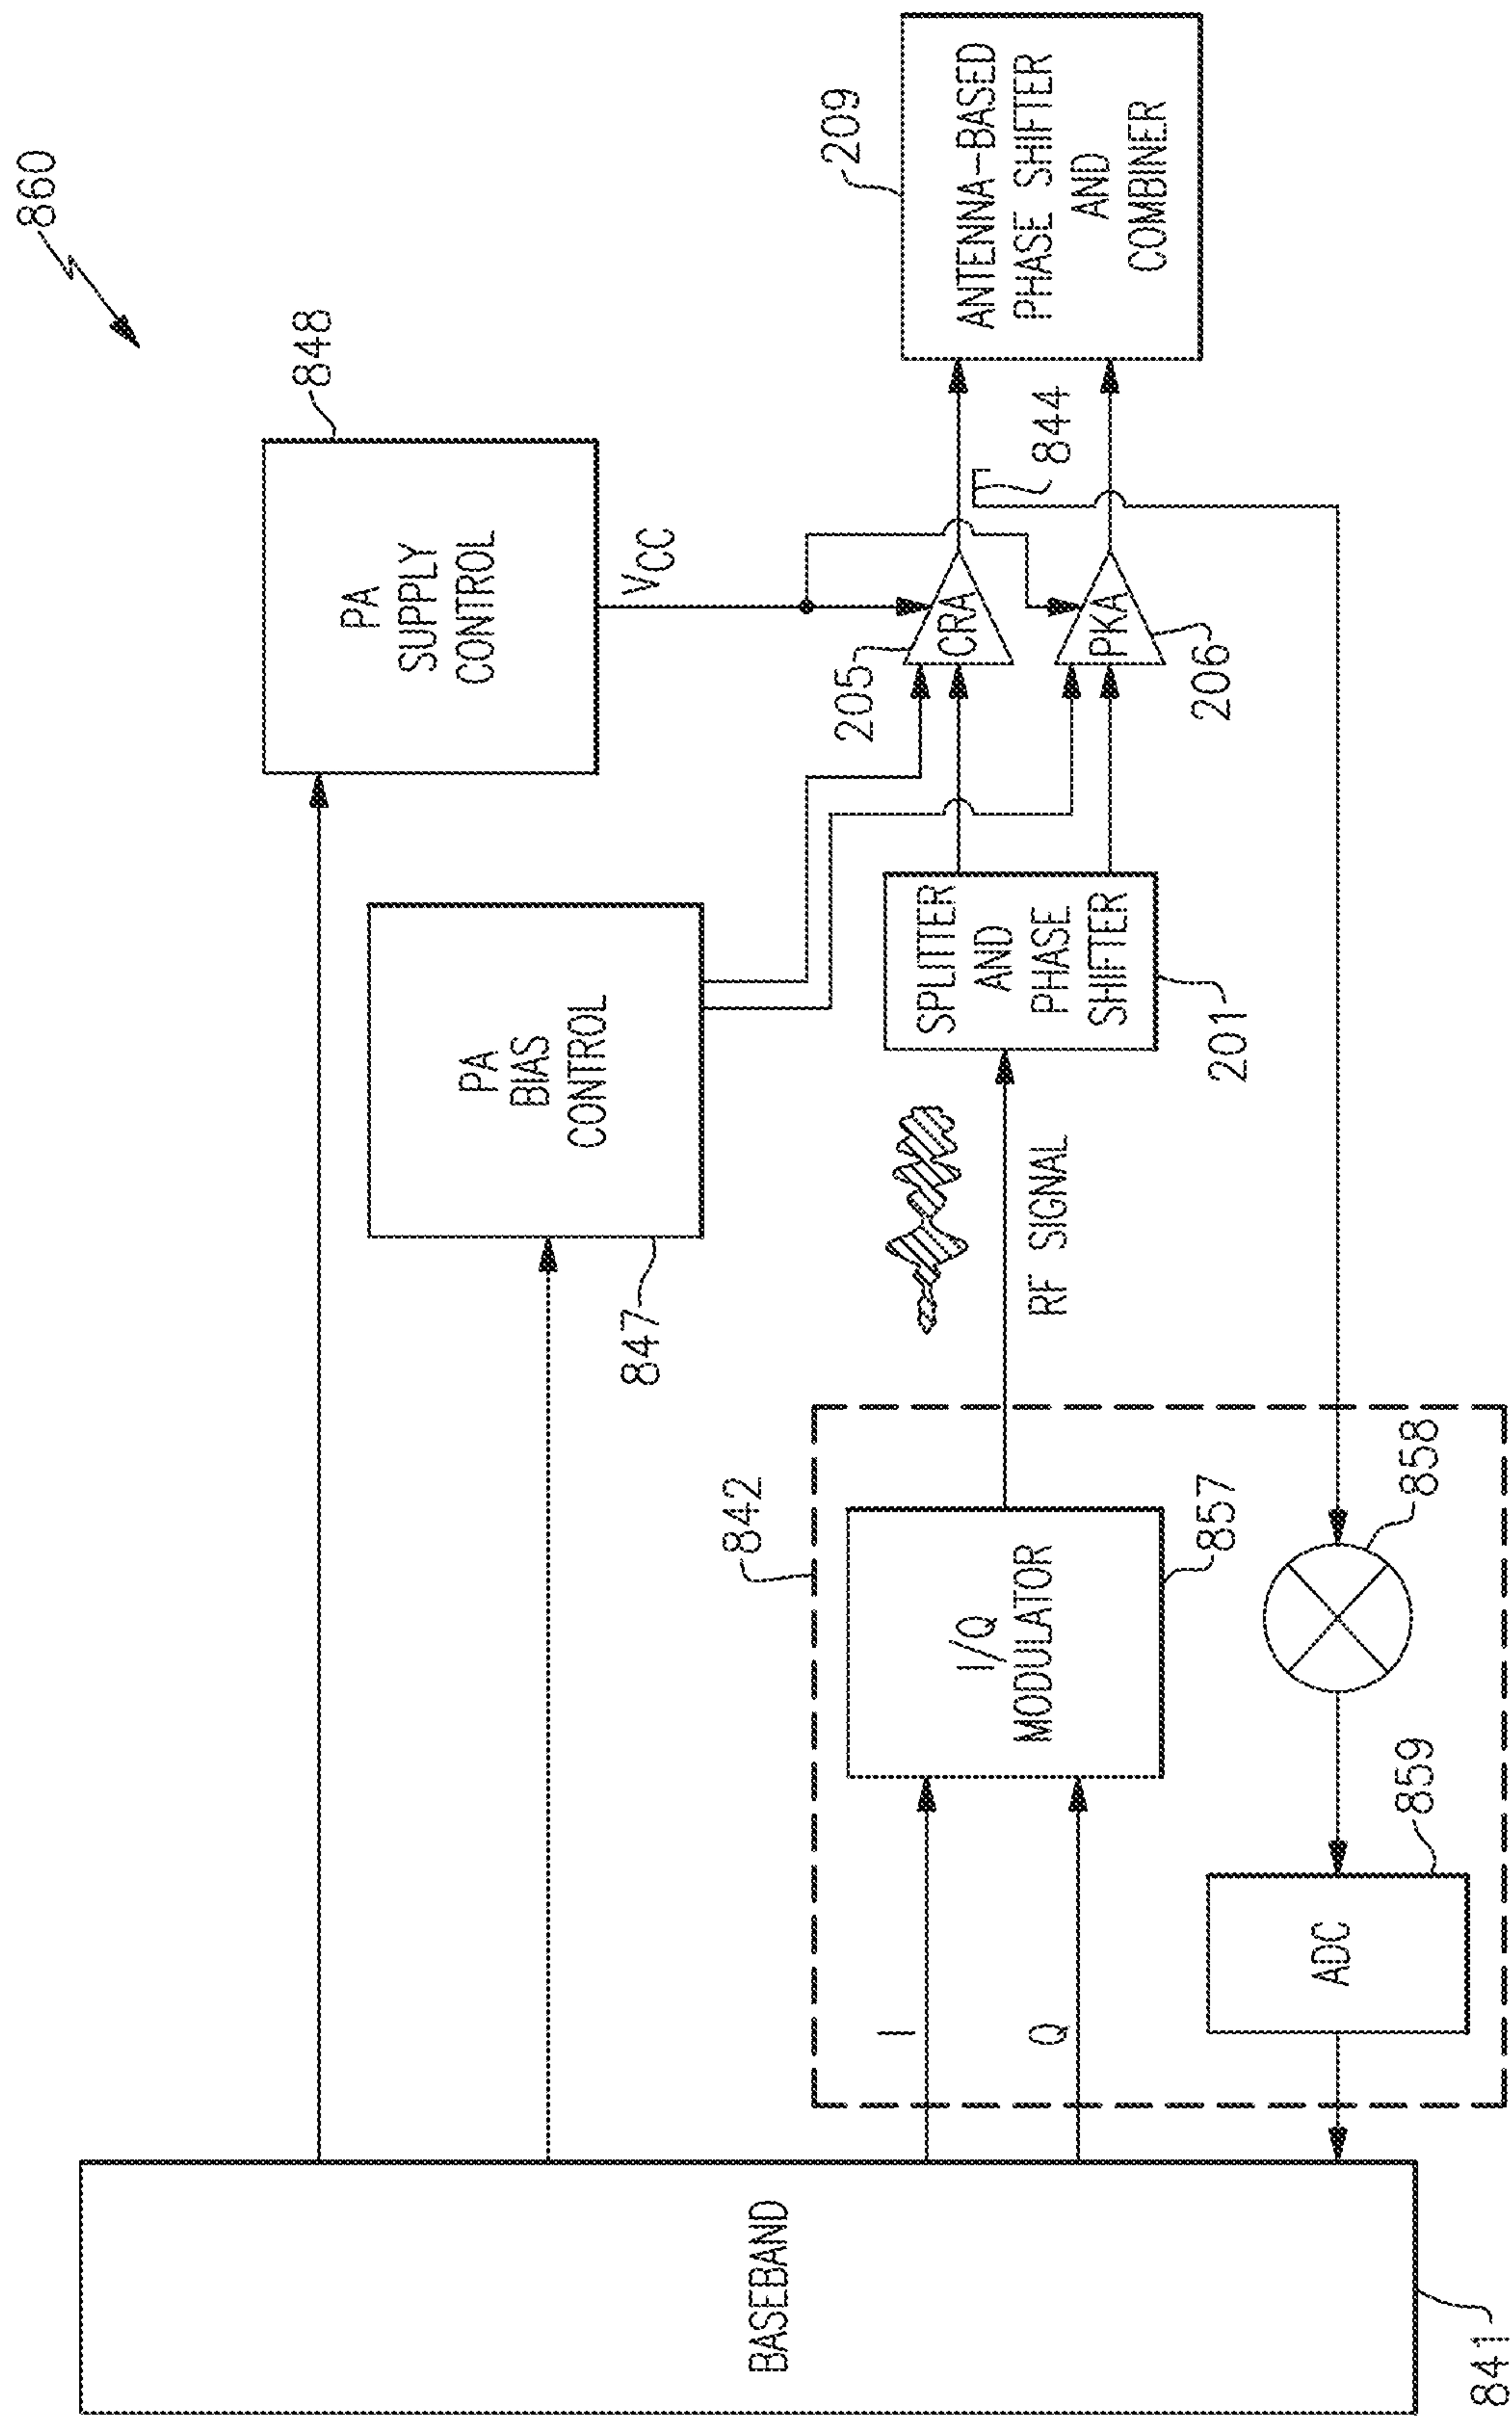 860
848
PA
SUPPLY
CONTROL
VCC
PA
BIAS
CONTROL
847
209
ANTENNA-BASED
PHASE SHIFTER
AND
COMBINER
844
205
CRA
PKA
206
SPLITTER
AND
PHASE
SHIFTER
201
RF SIGNAL
842
I/Q
MODULATOR
857
858
ADC
859
I
Q
BASEBAND
841